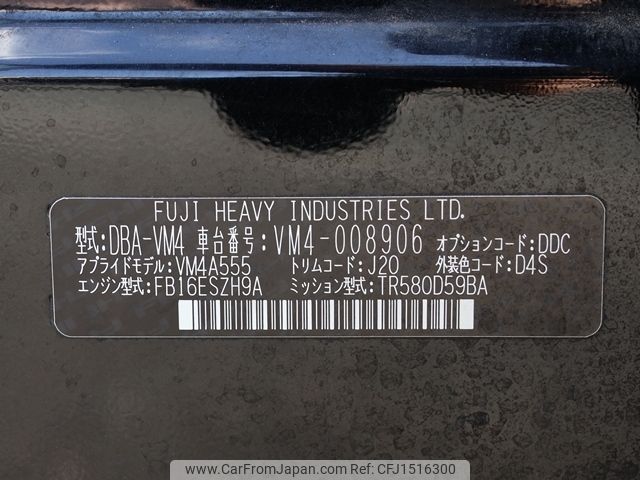 FUJI HEAVY INDUSTRIES LTD.
型式:DBA-VM4 車台番号:VM4-008906 オプションコード:DDC
アプライドモデル:VM4A555 トリムコード:J20 外装色コード:D4S
エンジン型式:FB16ESZH9A ミッション型式:TR580D59BA
www.CarFromJapan.com - CFJ1516300